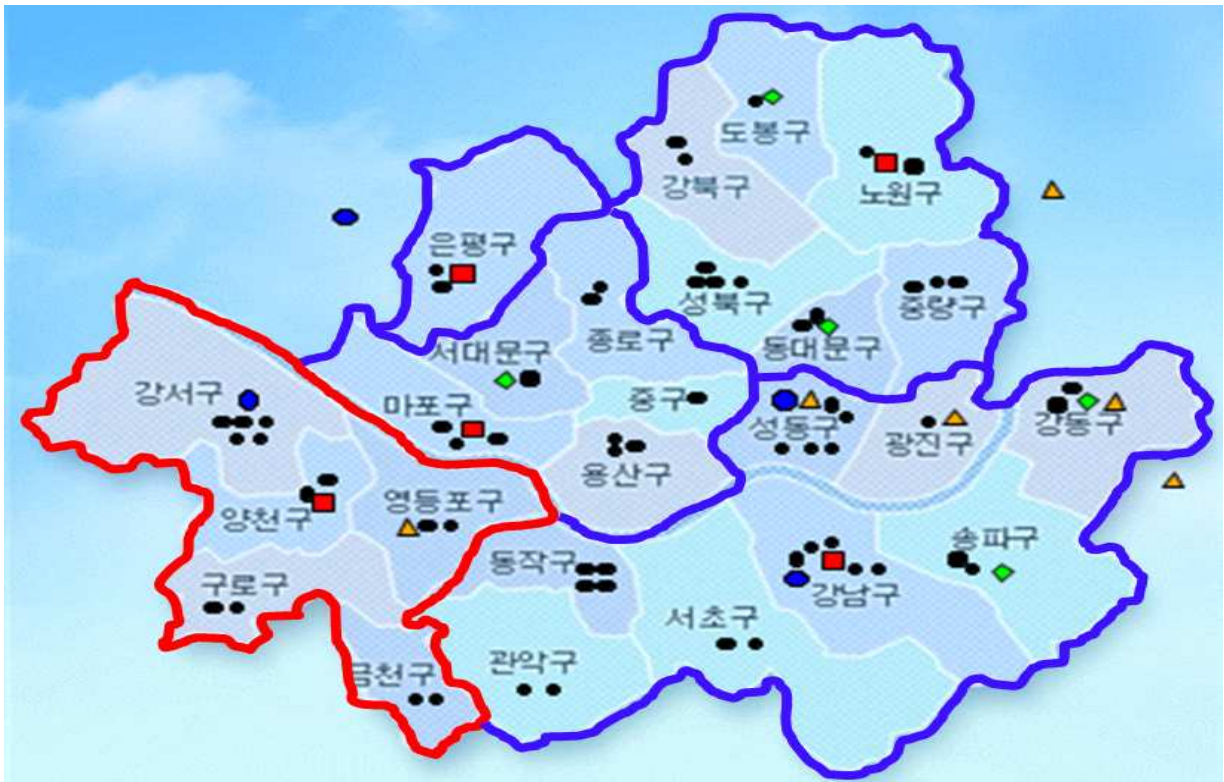 도봉구
강북구
노원구
은평구
성북구
중랑구
서대문구
종로구
동대문구
강서구
마포구
중구
성동구
광진구
강동구
용산구
양천구
영등포구
동작구
송파구
구로구
강남구
서초구
관악구
금천구